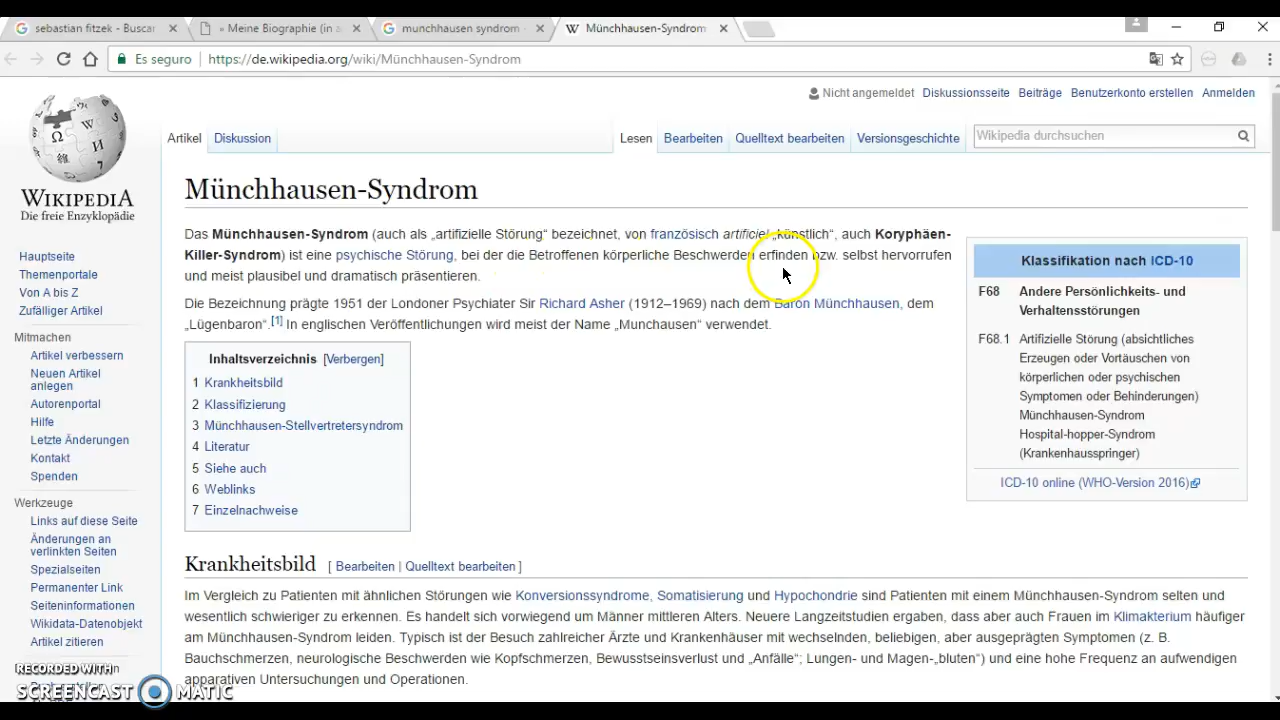 sebastian fitzek - Buscar
» Meine Biographie (in a
munchhausen syndrom -
Münchhausen-Syndrom
Es seguro
https://de.wikipedia.org/wiki/Münchhausen-Syndrom
Nicht angemeldet Diskussionsseite Beiträge Benutzerkonto erstellen Anmelden
Artikel Diskussion Lesen Bearbeiten Quelltext bearbeiten Versionsgeschichte Wikipedia durchsuchen
WIKIPEDIA
Die freie Enzyklopädie
Hauptseite
Themenportale
Von A bis Z
Zufälliger Artikel
Mitmachen
Artikel verbessern
Neuen Artikel
anlegen
Autorenportal
Hilfe
Letzte Änderungen
Kontakt
Spenden
Werkzeuge
Links auf diese Seite
Änderungen an
verlinkten Seiten
Spezialseiten
Permanenter Link
Seiteninformationen
Wikidata-Datenobjekt
Artikel zitieren
Münchhausen-Syndrom
Das Münchhausen-Syndrom (auch als „artifizielle Störung“ bezeichnet, von französisch artificiel „künstlich“, auch Koryphäen-
Killer-Syndrom) ist eine psychische Störung, bei der die Betroffenen körperliche Beschwerden erfinden bzw. selbst hervorrufen
und meist plausibel und dramatisch präsentieren.
Die Bezeichnung prägte 1951 der Londoner Psychiater Sir Richard Asher (1912–1969) nach dem Baron Münchhausen, dem
„Lügenbaron“.[1] In englischen Veröffentlichungen wird meist der Name „Munchausen“ verwendet.
Inhaltsverzeichnis [Verbergen]
1 Krankheitsbild
2 Klassifizierung
3 Münchhausen-Stellvertretersyndrom
4 Literatur
5 Siehe auch
6 Weblinks
7 Einzelnachweise
Klassifikation nach ICD-10
F68 Andere Persönlichkeits- und
Verhaltensstörungen
F68.1 Artifizielle Störung (absichtliches
Erzeugen oder Vortäuschen von
körperlichen oder psychischen
Symptomen oder Behinderungen)
Münchhausen-Syndrom
Hospital-hopper-Syndrom
(Krankenhausspringer)
ICD-10 online (WHO-Version 2016)
Krankheitsbild [ Bearbeiten | Quelltext bearbeiten ]
Im Vergleich zu Patienten mit ähnlichen Störungen wie Konversionssyndrome, Somatisierung und Hypochondrie sind Patienten mit einem Münchhausen-Syndrom selten und
wesentlich schwieriger zu erkennen. Es handelt sich vorwiegend um Männer mittleren Alters. Neuere Langzeitstudien ergaben, dass aber auch Frauen im Klimakterium häufiger
am Münchhausen-Syndrom leiden. Typisch ist der Besuch zahlreicher Ärzte und Krankenhäuser mit wechselnden, beliebigen, aber ausgeprägten Symptomen (z. B.
Bauchschmerzen, neurologische Beschwerden wie Kopfschmerzen, Bewusstseinsverlust und „Anfälle“; Lungen- und Magen-„bluten“) und eine hohe Frequenz an aufwendigen
apparativen Untersuchungen und Operationen.
RECORDED WITH
SCREENCAST MATIC